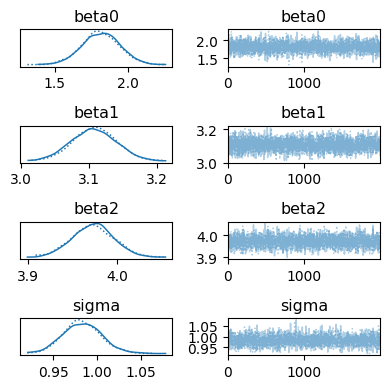 beta0 beta0
2.0
1.5
1.5 2.0 0 1000
beta1 beta1
3.2
3.0
3.0 3.1 3.2 0 1000
beta2 beta2
4.0
3.9
3.9 4.0 0 1000
sigma sigma
1.05
1.00
0.95
0.95 1.00 1.05 0 1000